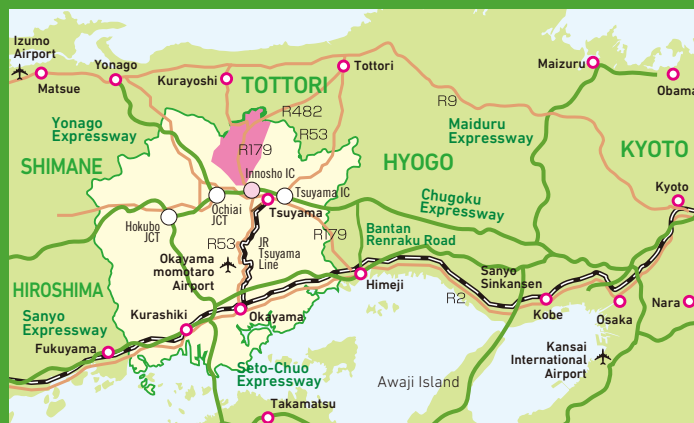 Izumo
Airport
Matsue
Yonago
Kurayoshi
TOTTORI
Tottori
Maizuru
Obama
R9
R482
R53
Yonago
Expressway
R179
Maiduru
Expressway
SHIMANE
HYOGO
KYOTO
Innosho IC
Tsuyama IC
Kyoto
Ochiai
JCT
Tsuyama
Chugoku
Expressway
Hokubo
JCT
R53
JR
Tsuyama
Line
R179
Bantan
Renraku Road
Okayama
momotaro
Airport
Himeji
Sanyo
Sinkansen
HIROSHIMA
Sanyo
Expressway
Kurashiki
Okayama
R2
Kobe
Osaka
Nara
Fukuyama
Seto-Chuo
Expressway
Awaji Island
Kansai
International
Airport
Takamatsu